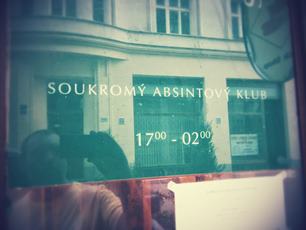 SOUKROMÝ ABSINTOVÝ KLUB
17⁰⁰ - 02⁰⁰